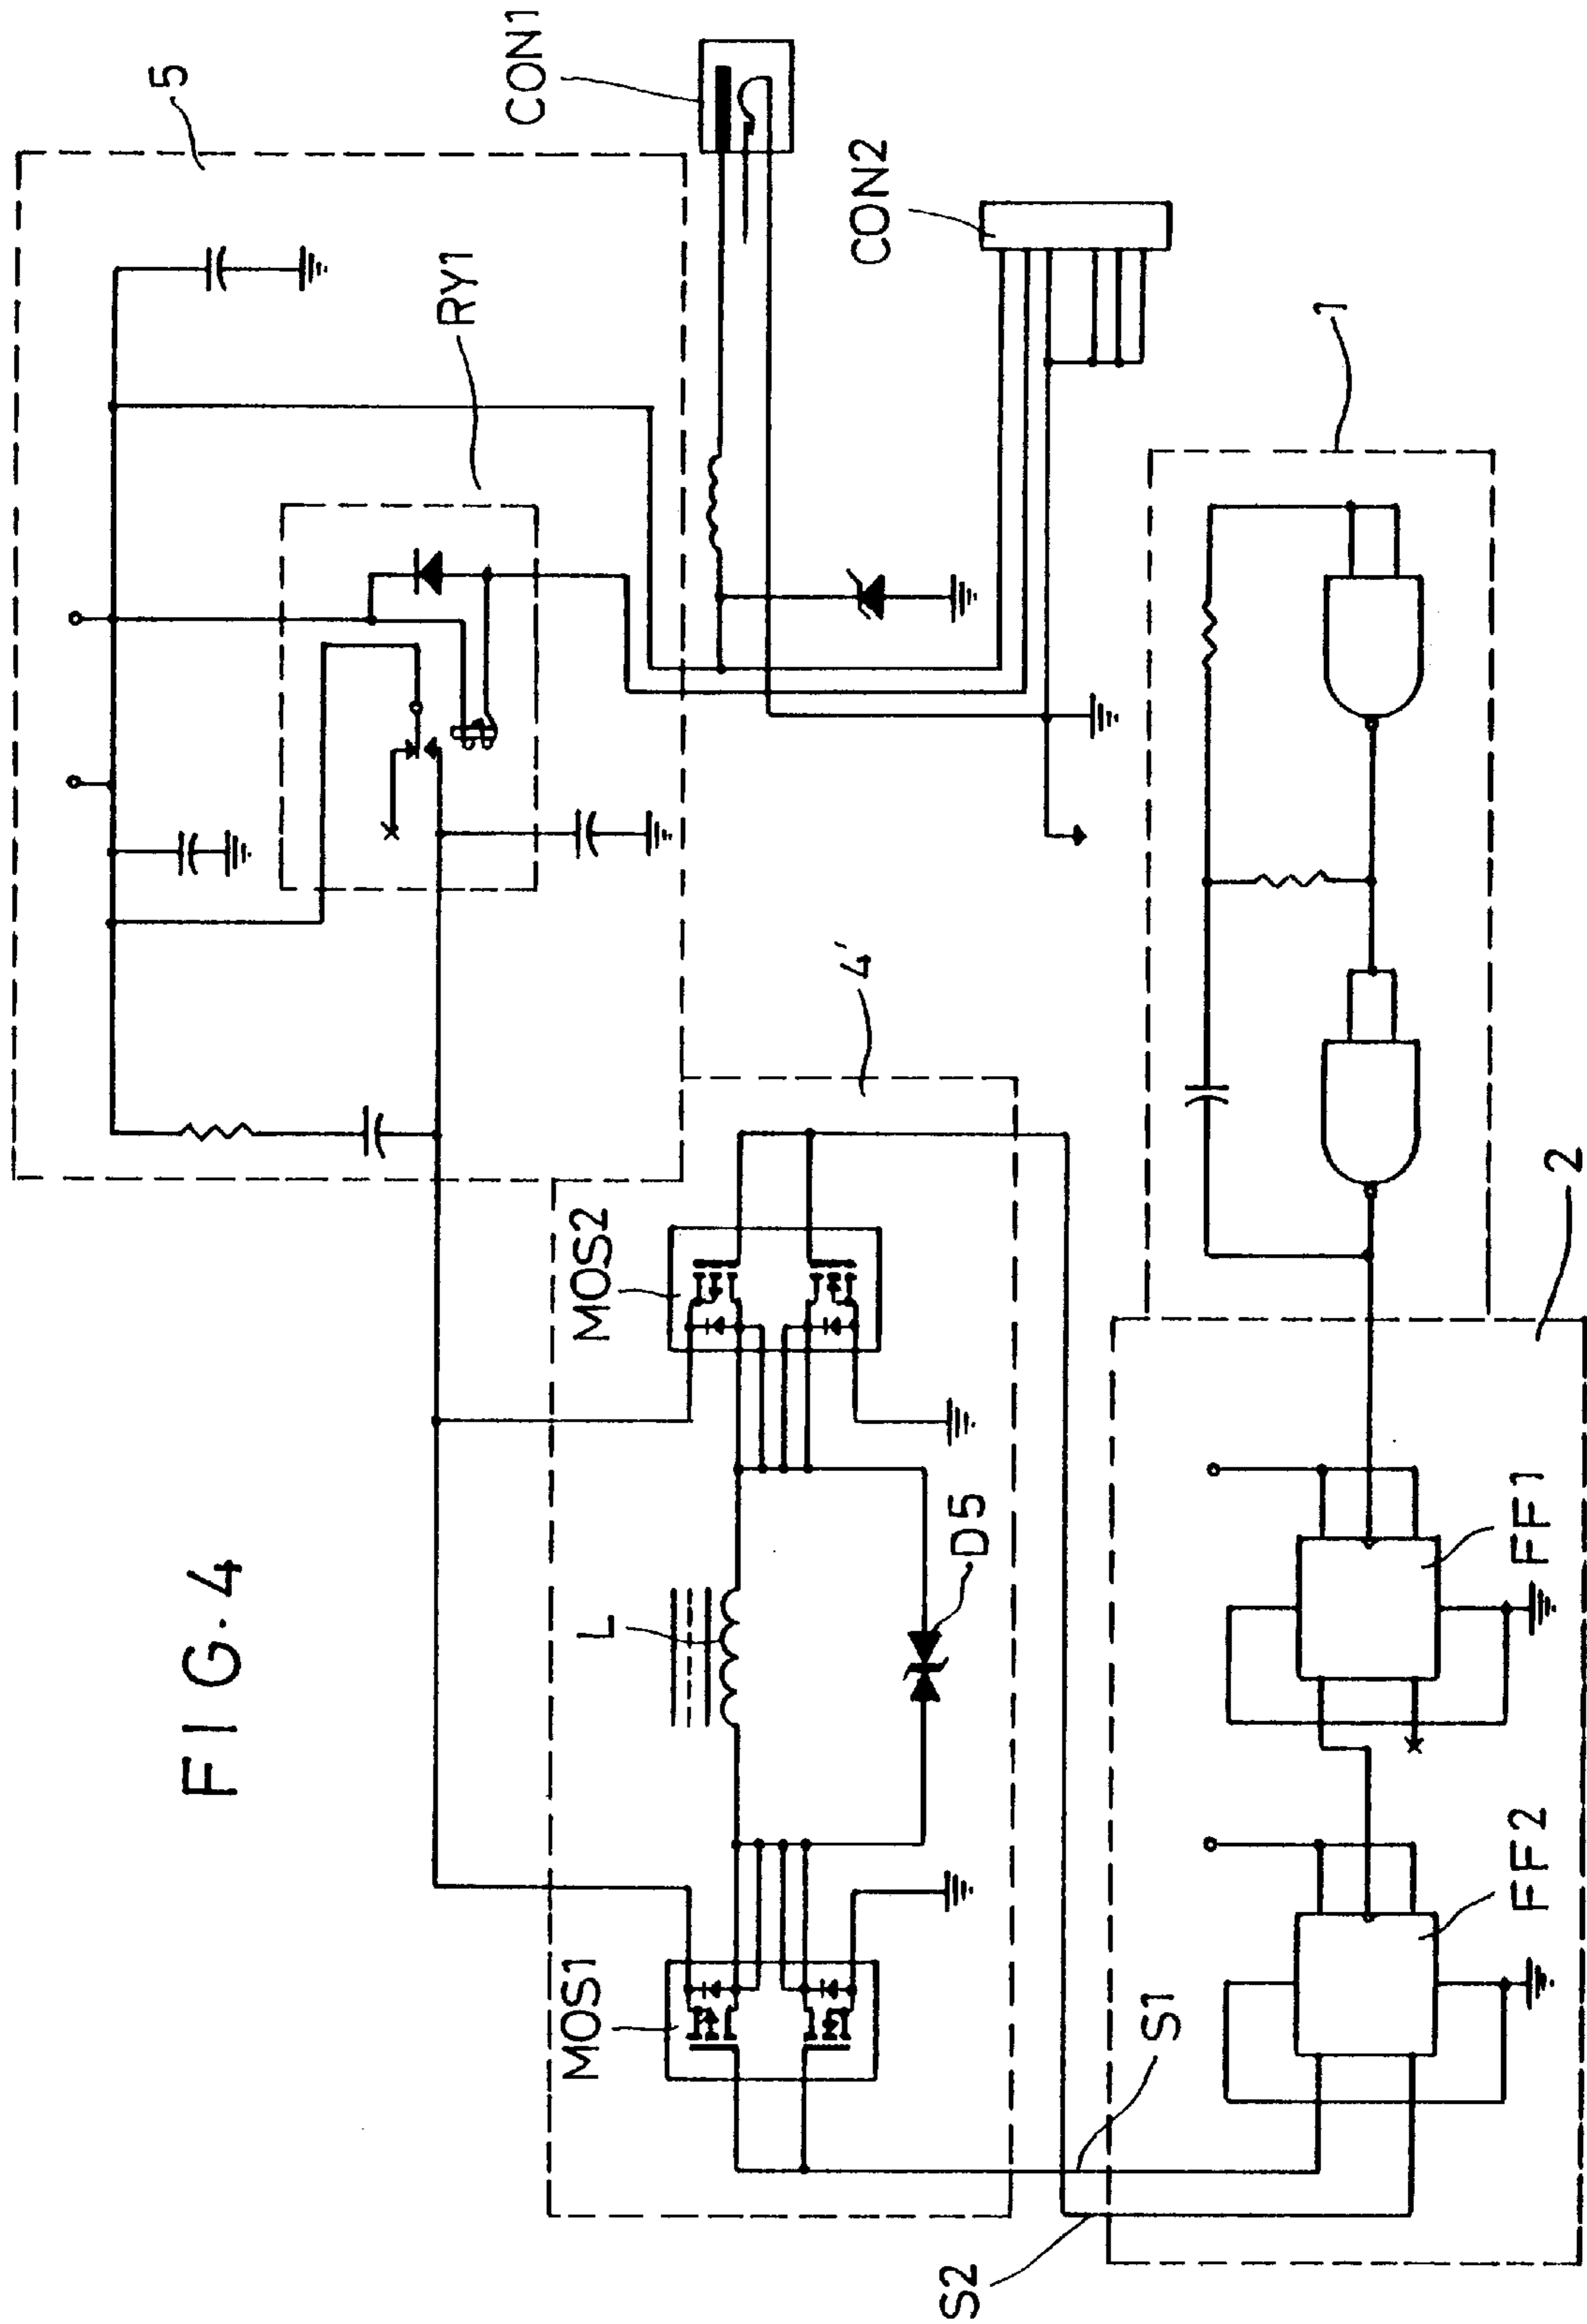 FIG. 4
5
CON1
RY1
CON2
4'
1
MOS2
L
D5
MOS1
2
FF1
FF2
S1
S2